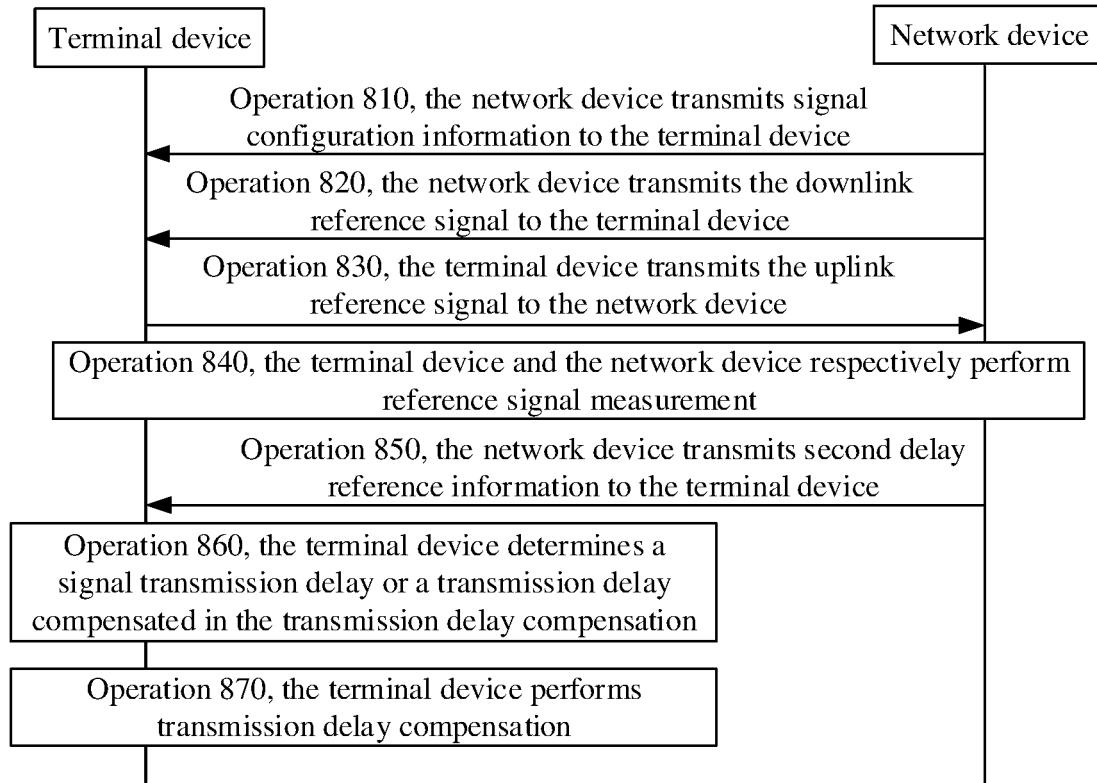 Terminal device
Network device
Operation 810, the network device transmits signal
configuration information to the terminal device
Operation 820, the network device transmits the downlink
reference signal to the terminal device
Operation 830, the terminal device transmits the uplink
reference signal to the network device
Operation 840, the terminal device and the network device respectively perform
reference signal measurement
Operation 850, the network device transmits second delay
reference information to the terminal device
Operation 860, the terminal device determines a
signal transmission delay or a transmission delay
compensated in the transmission delay compensation
Operation 870, the terminal device performs
transmission delay compensation